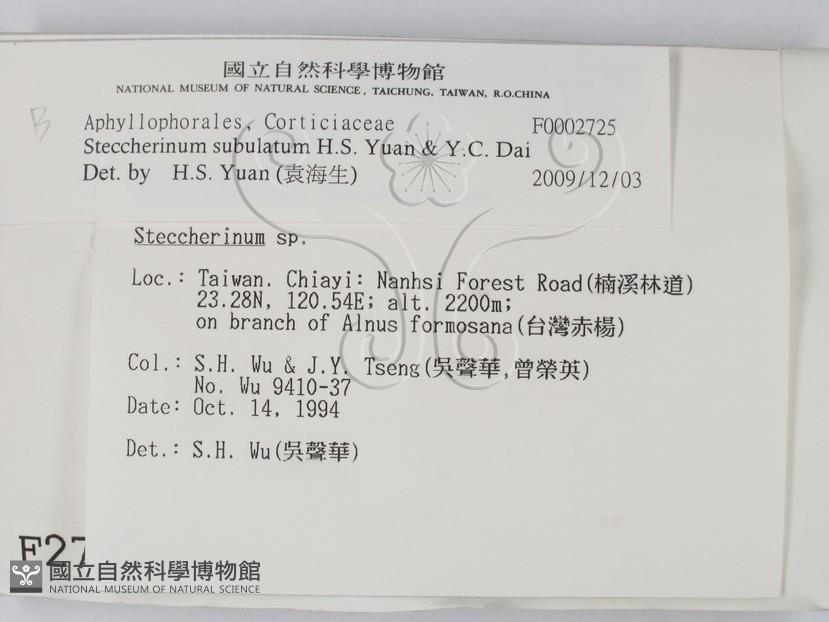 國立自然科學博物館
NATIONAL MUSEUM OF NATURAL SCIENCE, TAICHUNG, TAIWAN, R.O.CHINA
B
Aphyllophorales, Corticiaceae F0002725
Steccherinum subulatum H.S. Yuan & Y.C. Dai
Det. by H.S. Yuan (袁海生) 2009/12/03
Steccherinum sp.
Loc.: Taiwan. Chiayi: Nanhsi Forest Road(楠溪林道)
23.28N, 120.54E; alt. 2200m;
on branch of Alnus formosana(台灣赤楊)
Col.: S.H. Wu & J.Y. Tseng(吳聲華,曾榮英)
No. Wu 9410-37
Date: Oct. 14, 1994
Det.: S.H. Wu(吳聲華)
F27
國立自然科學博物館
NATIONAL MUSEUM OF NATURAL SCIENCE